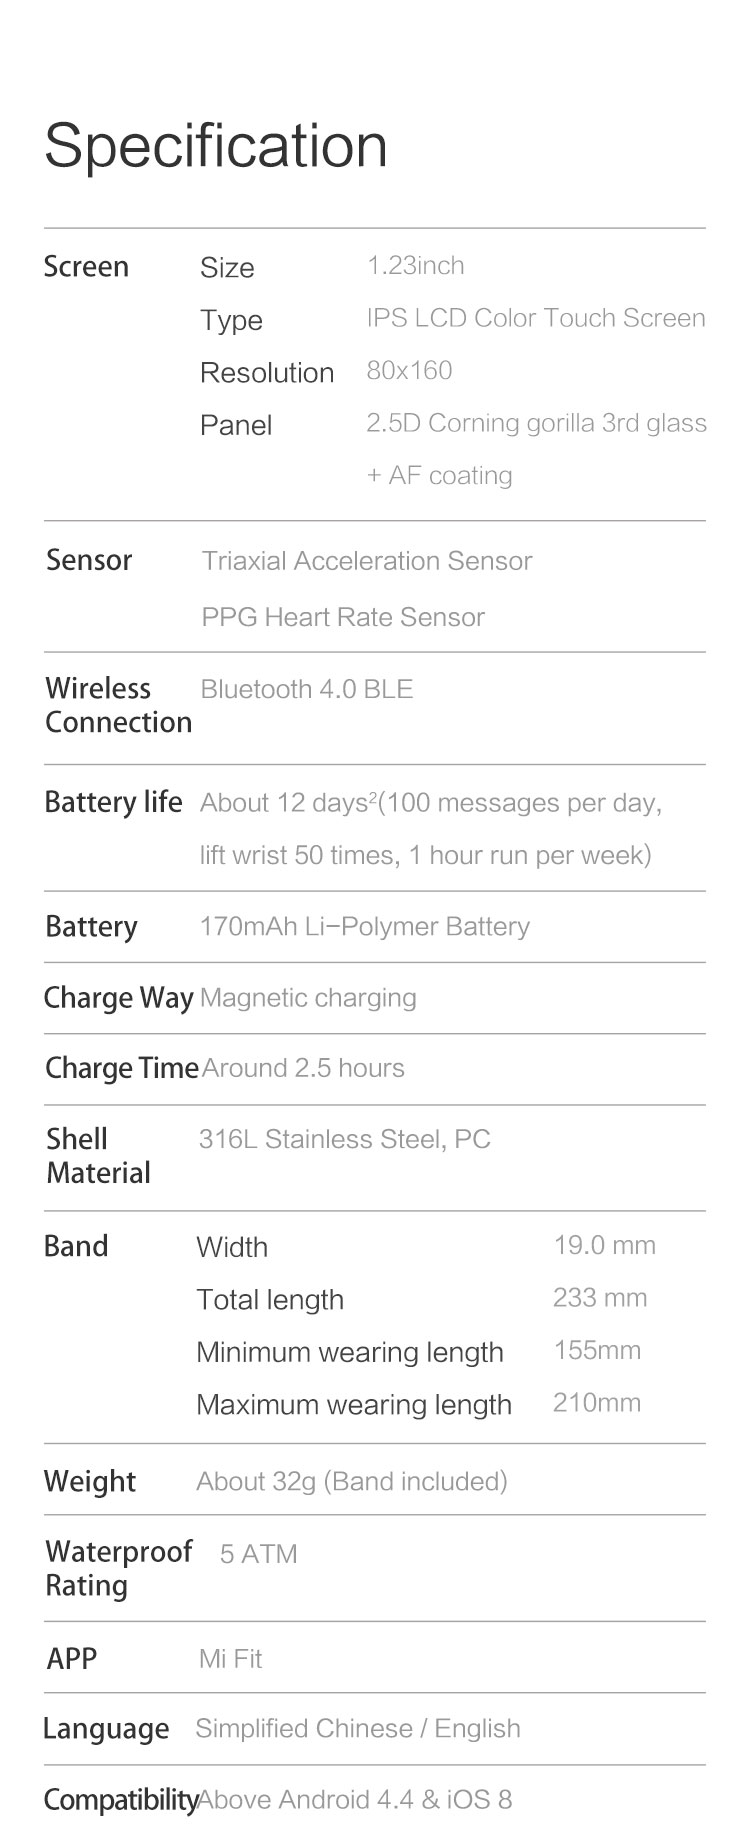 Specification
Screen Size 1.23inch
Type IPS LCD Color Touch Screen
Resolution 80x160
Panel 2.5D Corning gorilla 3rd glass
+ AF coating
Sensor Triaxial Acceleration Sensor
PPG Heart Rate Sensor
Wireless Bluetooth 4.0 BLE
Connection
Battery life About 12 days²(100 messages per day,
lift wrist 50 times, 1 hour run per week)
Battery 170mAh Li-Polymer Battery
Charge Way Magnetic charging
Charge Time Around 2.5 hours
Shell 316L Stainless Steel, PC
Material
Band Width 19.0 mm
Total length 233 mm
Minimum wearing length 155mm
Maximum wearing length 210mm
Weight About 32g (Band included)
Waterproof 5 ATM
Rating
APP Mi Fit
Language Simplified Chinese / English
Compatibility Above Android 4.4 & iOS 8